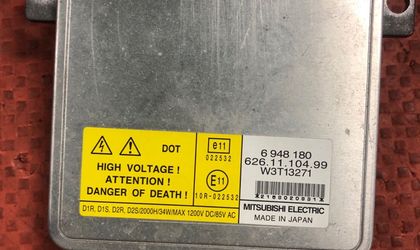 DOT
HIGH VOLTAGE !
ATTENTION !
DANGER OF DEATH !
D1R, D1S, D2R, D2S/2000H/34W/MAX 1200V DC/85V AC
e11
022532
E11
10R-022532
6 948 180
626.11.104.99
W3T13271
MITSUBISHI ELECTRIC
MADE IN JAPAN